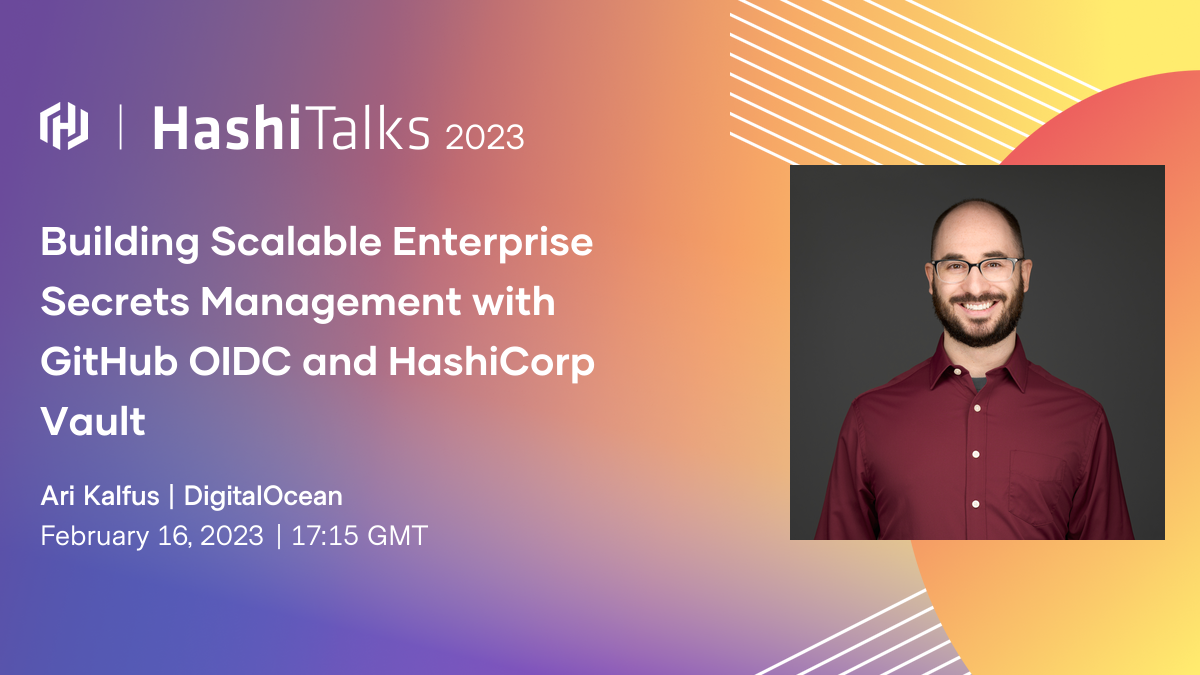 HashiTalks 2023
Building Scalable Enterprise
Secrets Management with
GitHub OIDC and HashiCorp
Vault
Ari Kalfus | DigitalOcean
February 16, 2023 | 17:15 GMT